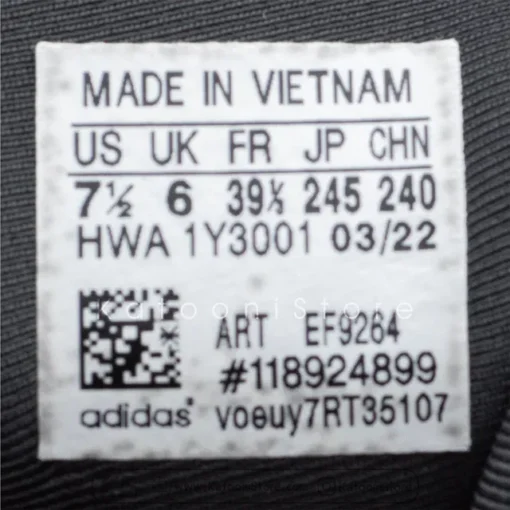 MADE IN VIETNAM
US UK FR JP CHN
7½ 6 39⅓ 245 240
HWA 1Y3001 03/22
KatooniStore
ART EF9264
#118924899
adidas voeuy7RT35107